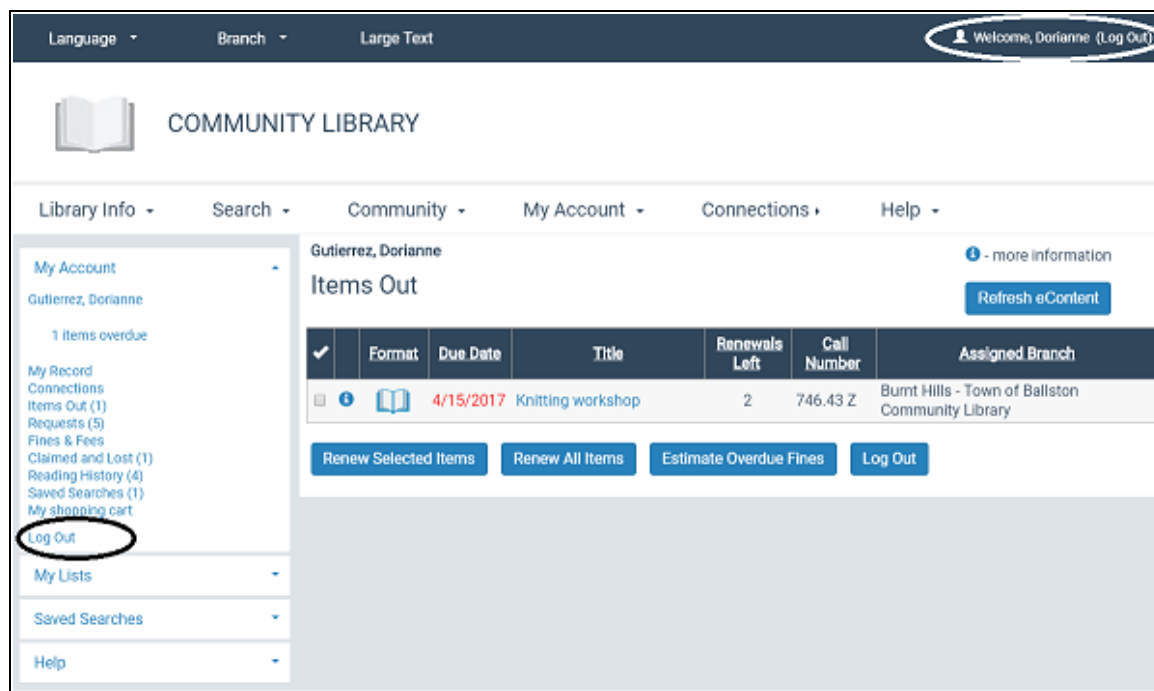 Language Branch Large Text Welcome, Dorianne (Log Out)
COMMUNITY LIBRARY
Library Info Search Community My Account Connections Help
My Account
Gutierrez, Dorianne
1 items overdue
My Record
Connections
Items Out (1)
Requests (5)
Fines & Fees
Claimed and Lost (1)
Reading History (4)
Saved Searches (1)
My shopping cart
Log Out
My Lists
Saved Searches
Help
Gutierrez, Dorianne
- more information
Items Out
Refresh eContent
Format Due Date Title Renewals Left Call Number Assigned Branch
4/15/2017 Knitting workshop 2 746.43 Z Burnt Hills - Town of Ballston
Community Library
Renew Selected Items Renew All Items Estimate Overdue Fines Log Out